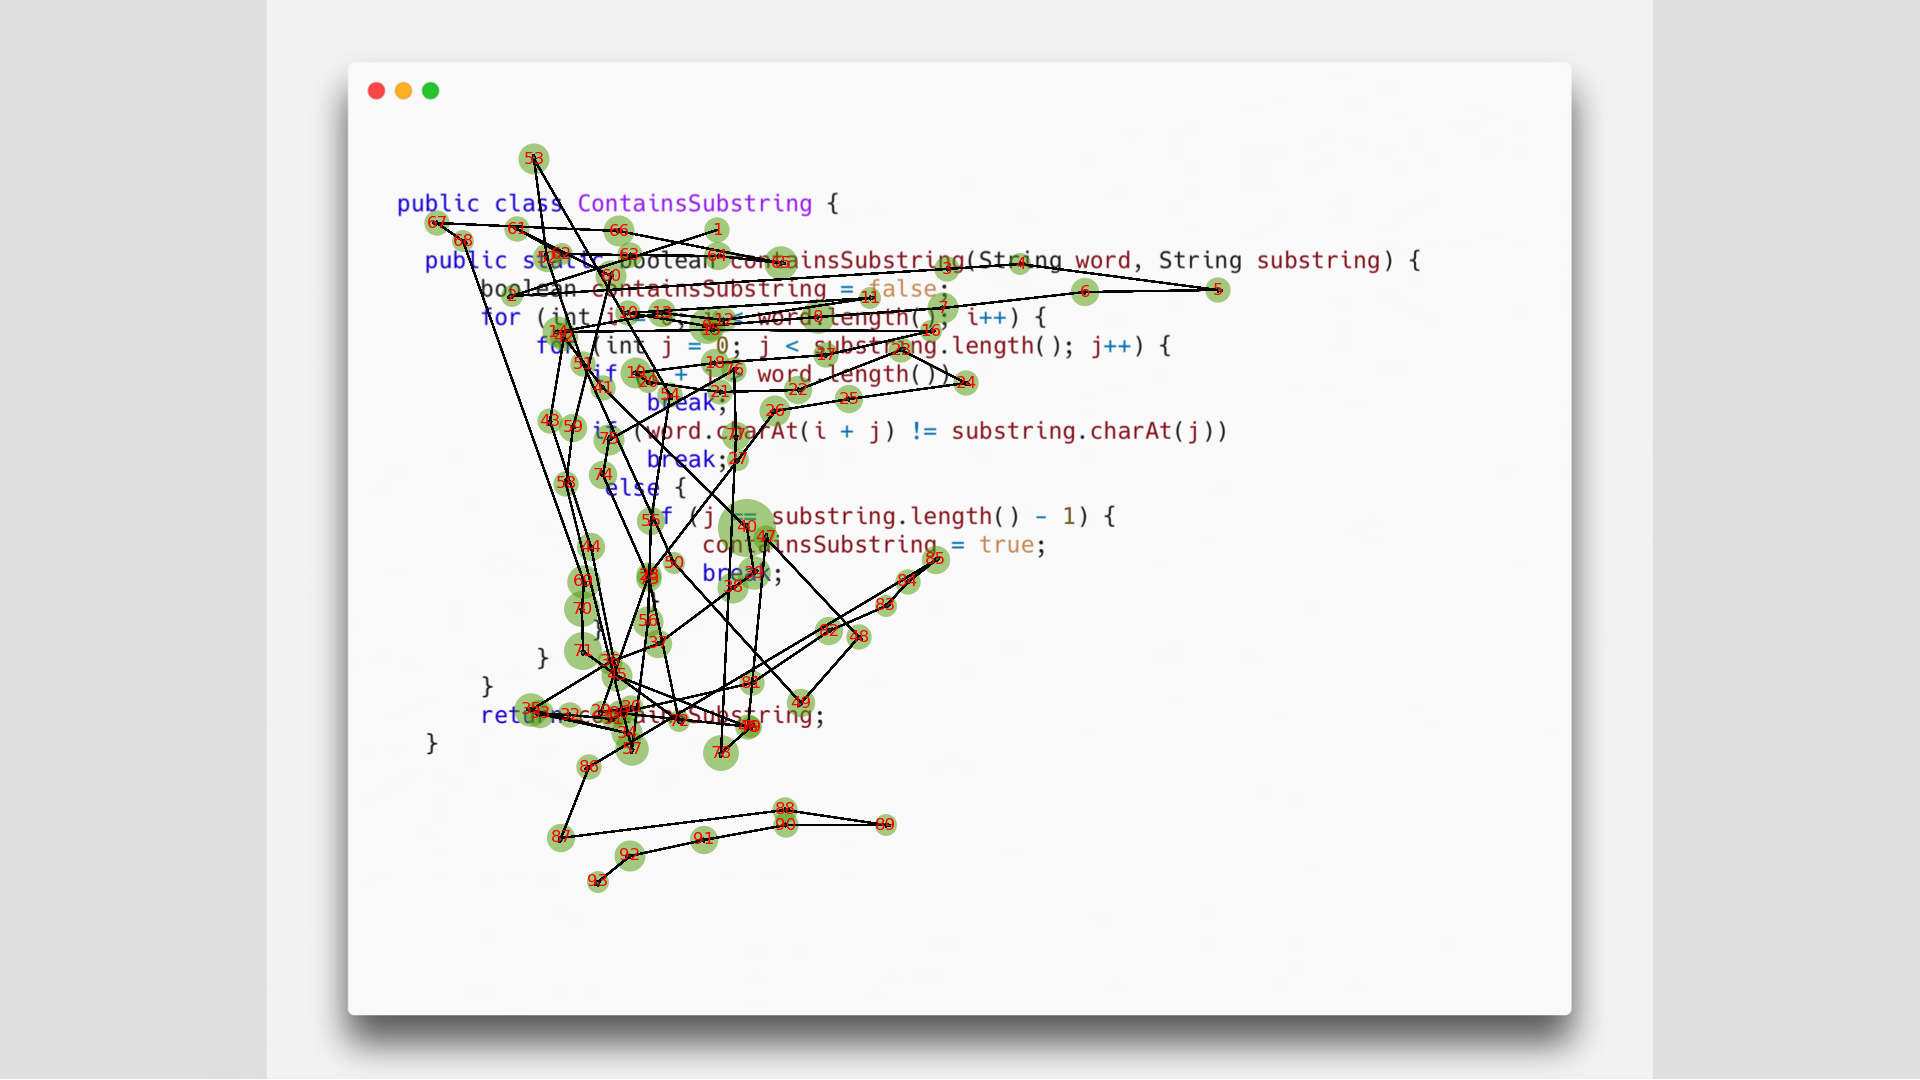 public class ContainsSubstring {
public static boolean containsSubstring(String word, String substring) {
boolean containsSubstring = false;
for (int i = 0; i < word.length(); i++) {
for (int j = 0; j < substring.length(); j++) {
if + j word.length())
break;
if (word.charAt(i + j) != substring.charAt(j))
break;
else {
if (j == substring.length() - 1) {
containsSubstring = true;
break;
}
}
}
}
return containsSubstring;
}